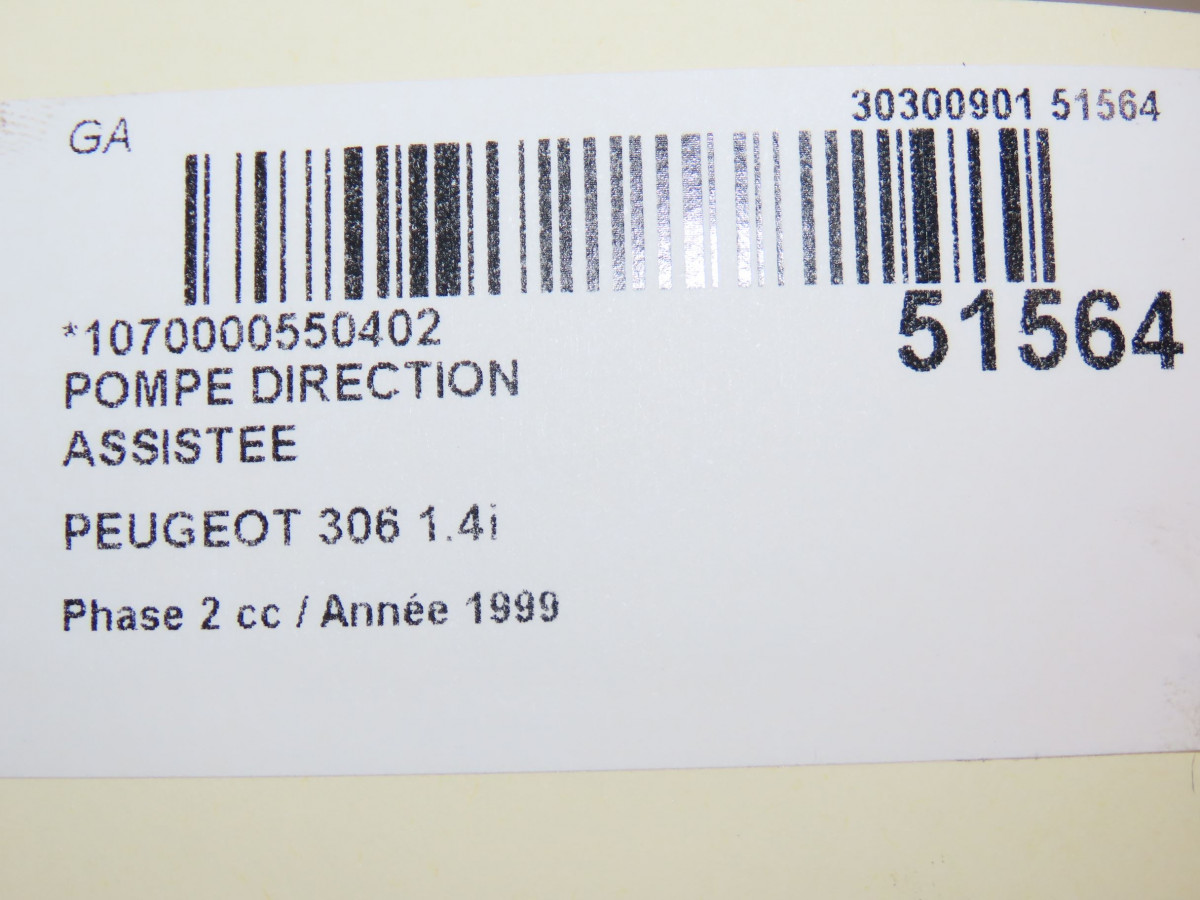 GA
30300901 51564
*1070000550402
51564
POMPE DIRECTION
ASSISTEE
PEUGEOT 306 1.4i
Phase 2 cc / Année 1999